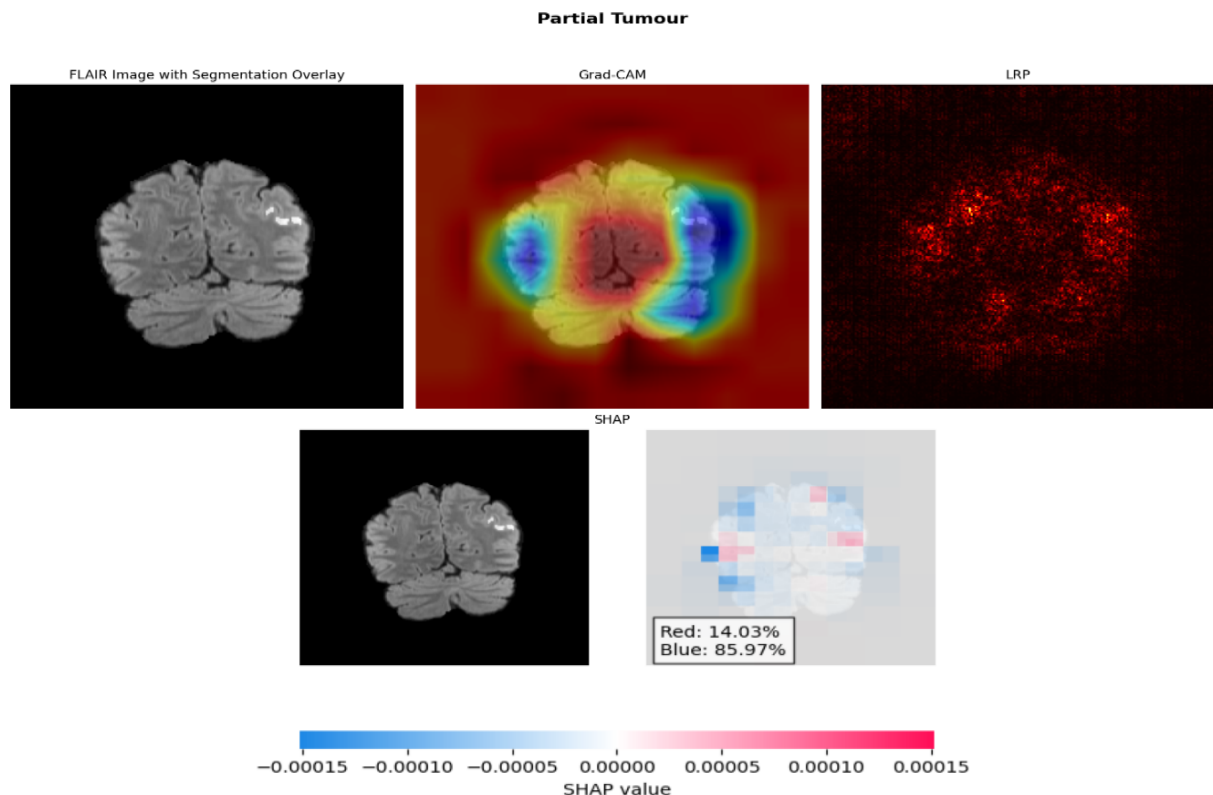 Partial Tumour
FLAIR Image with Segmentation Overlay
Grad-CAM
LRP
SHAP
Red: 14.03%
Blue: 85.97%
−0.00015
−0.00010
−0.00005
0.00000
0.00005
0.00010
0.00015
SHAP value